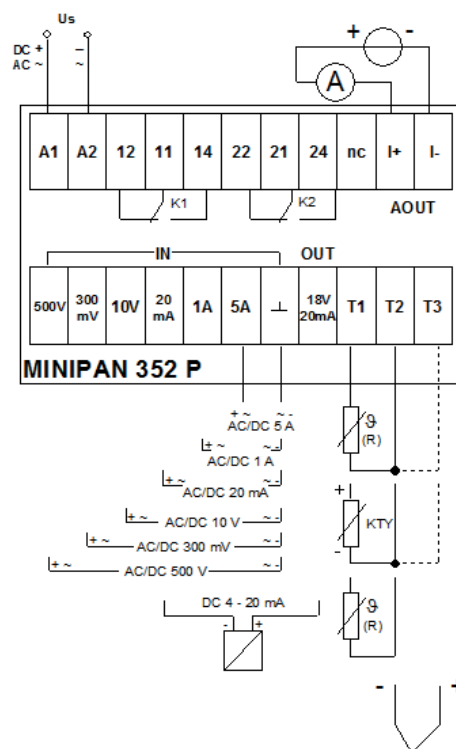 Us
DC + –
AC ~ ~
+ -
A
A1 A2 12 11 14 22 21 24 nc I+ I-
K1 K2 AOUT
IN OUT
500V 300 mV 10V 20 mA 1A 5A ⊥ 18V 20mA T1 T2 T3
MINIPAN 352 P
+ ~ ~ -
AC/DC 5 A
+ ~ ~ -
AC/DC 1 A
+ ~ ~ -
AC/DC 20 mA
+ ~ ~ -
AC/DC 10 V
+ ~ ~ -
AC/DC 300 mV
+ ~ ~ -
AC/DC 500 V
DC 4 - 20 mA
- +
ϑ
(R)
+
KTY
-
ϑ
(R)
- +